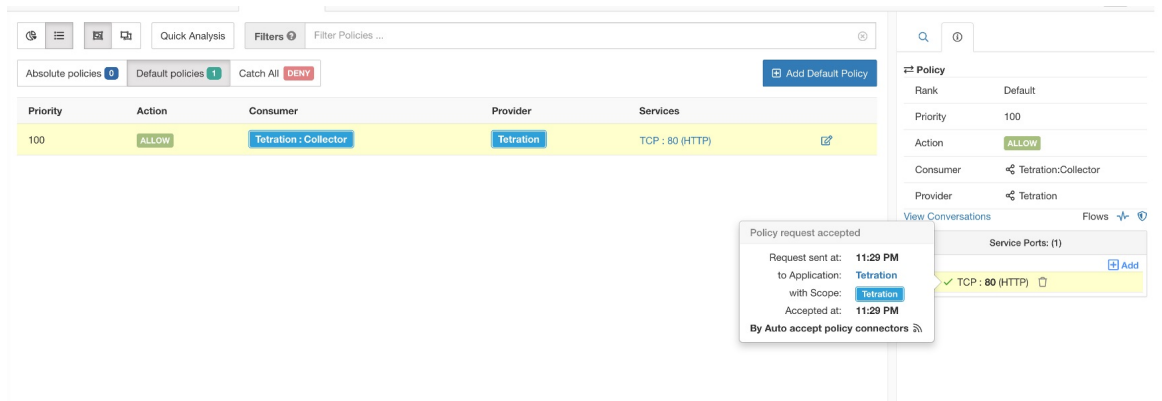 Quick Analysis
Filters
Filter Policies ...
Absolute policies 0
Default policies 1
Catch All DENY
Add Default Policy
Priority Action Consumer Provider Services
100 ALLOW Tetration : Collector Tetration TCP : 80 (HTTP)
Policy
Rank Default
Priority 100
Action ALLOW
Consumer Tetration:Collector
Provider Tetration
View Conversations Flows
Service Ports: (1)
Add
TCP : 80 (HTTP)
Policy request accepted
Request sent at: 11:29 PM
to Application: Tetration
with Scope: Tetration
Accepted at: 11:29 PM
By Auto accept policy connectors